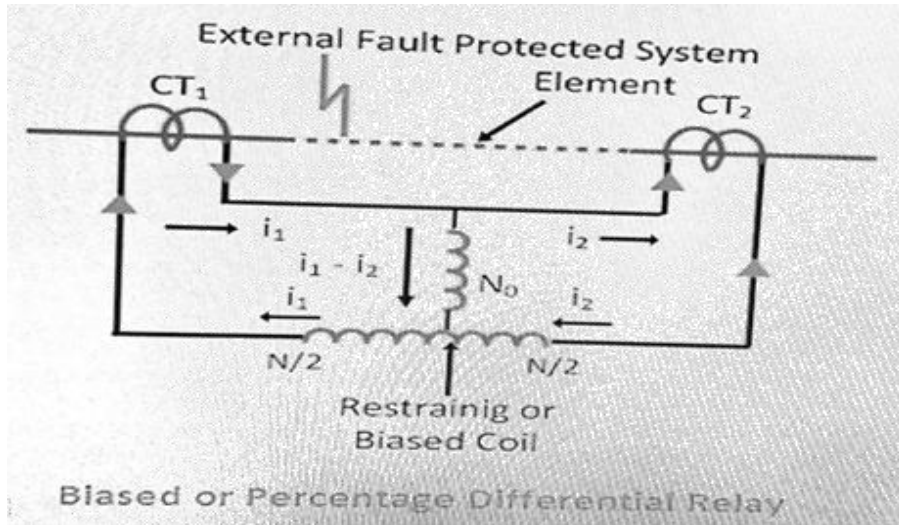 External Fault Protected System
Element
CT₁
CT₂
i₁
i₂
i₁ - i₂
N₀
i₁
i₂
N/2
N/2
Restrainig or
Biased Coil
Biased or Percentage Differential Relay